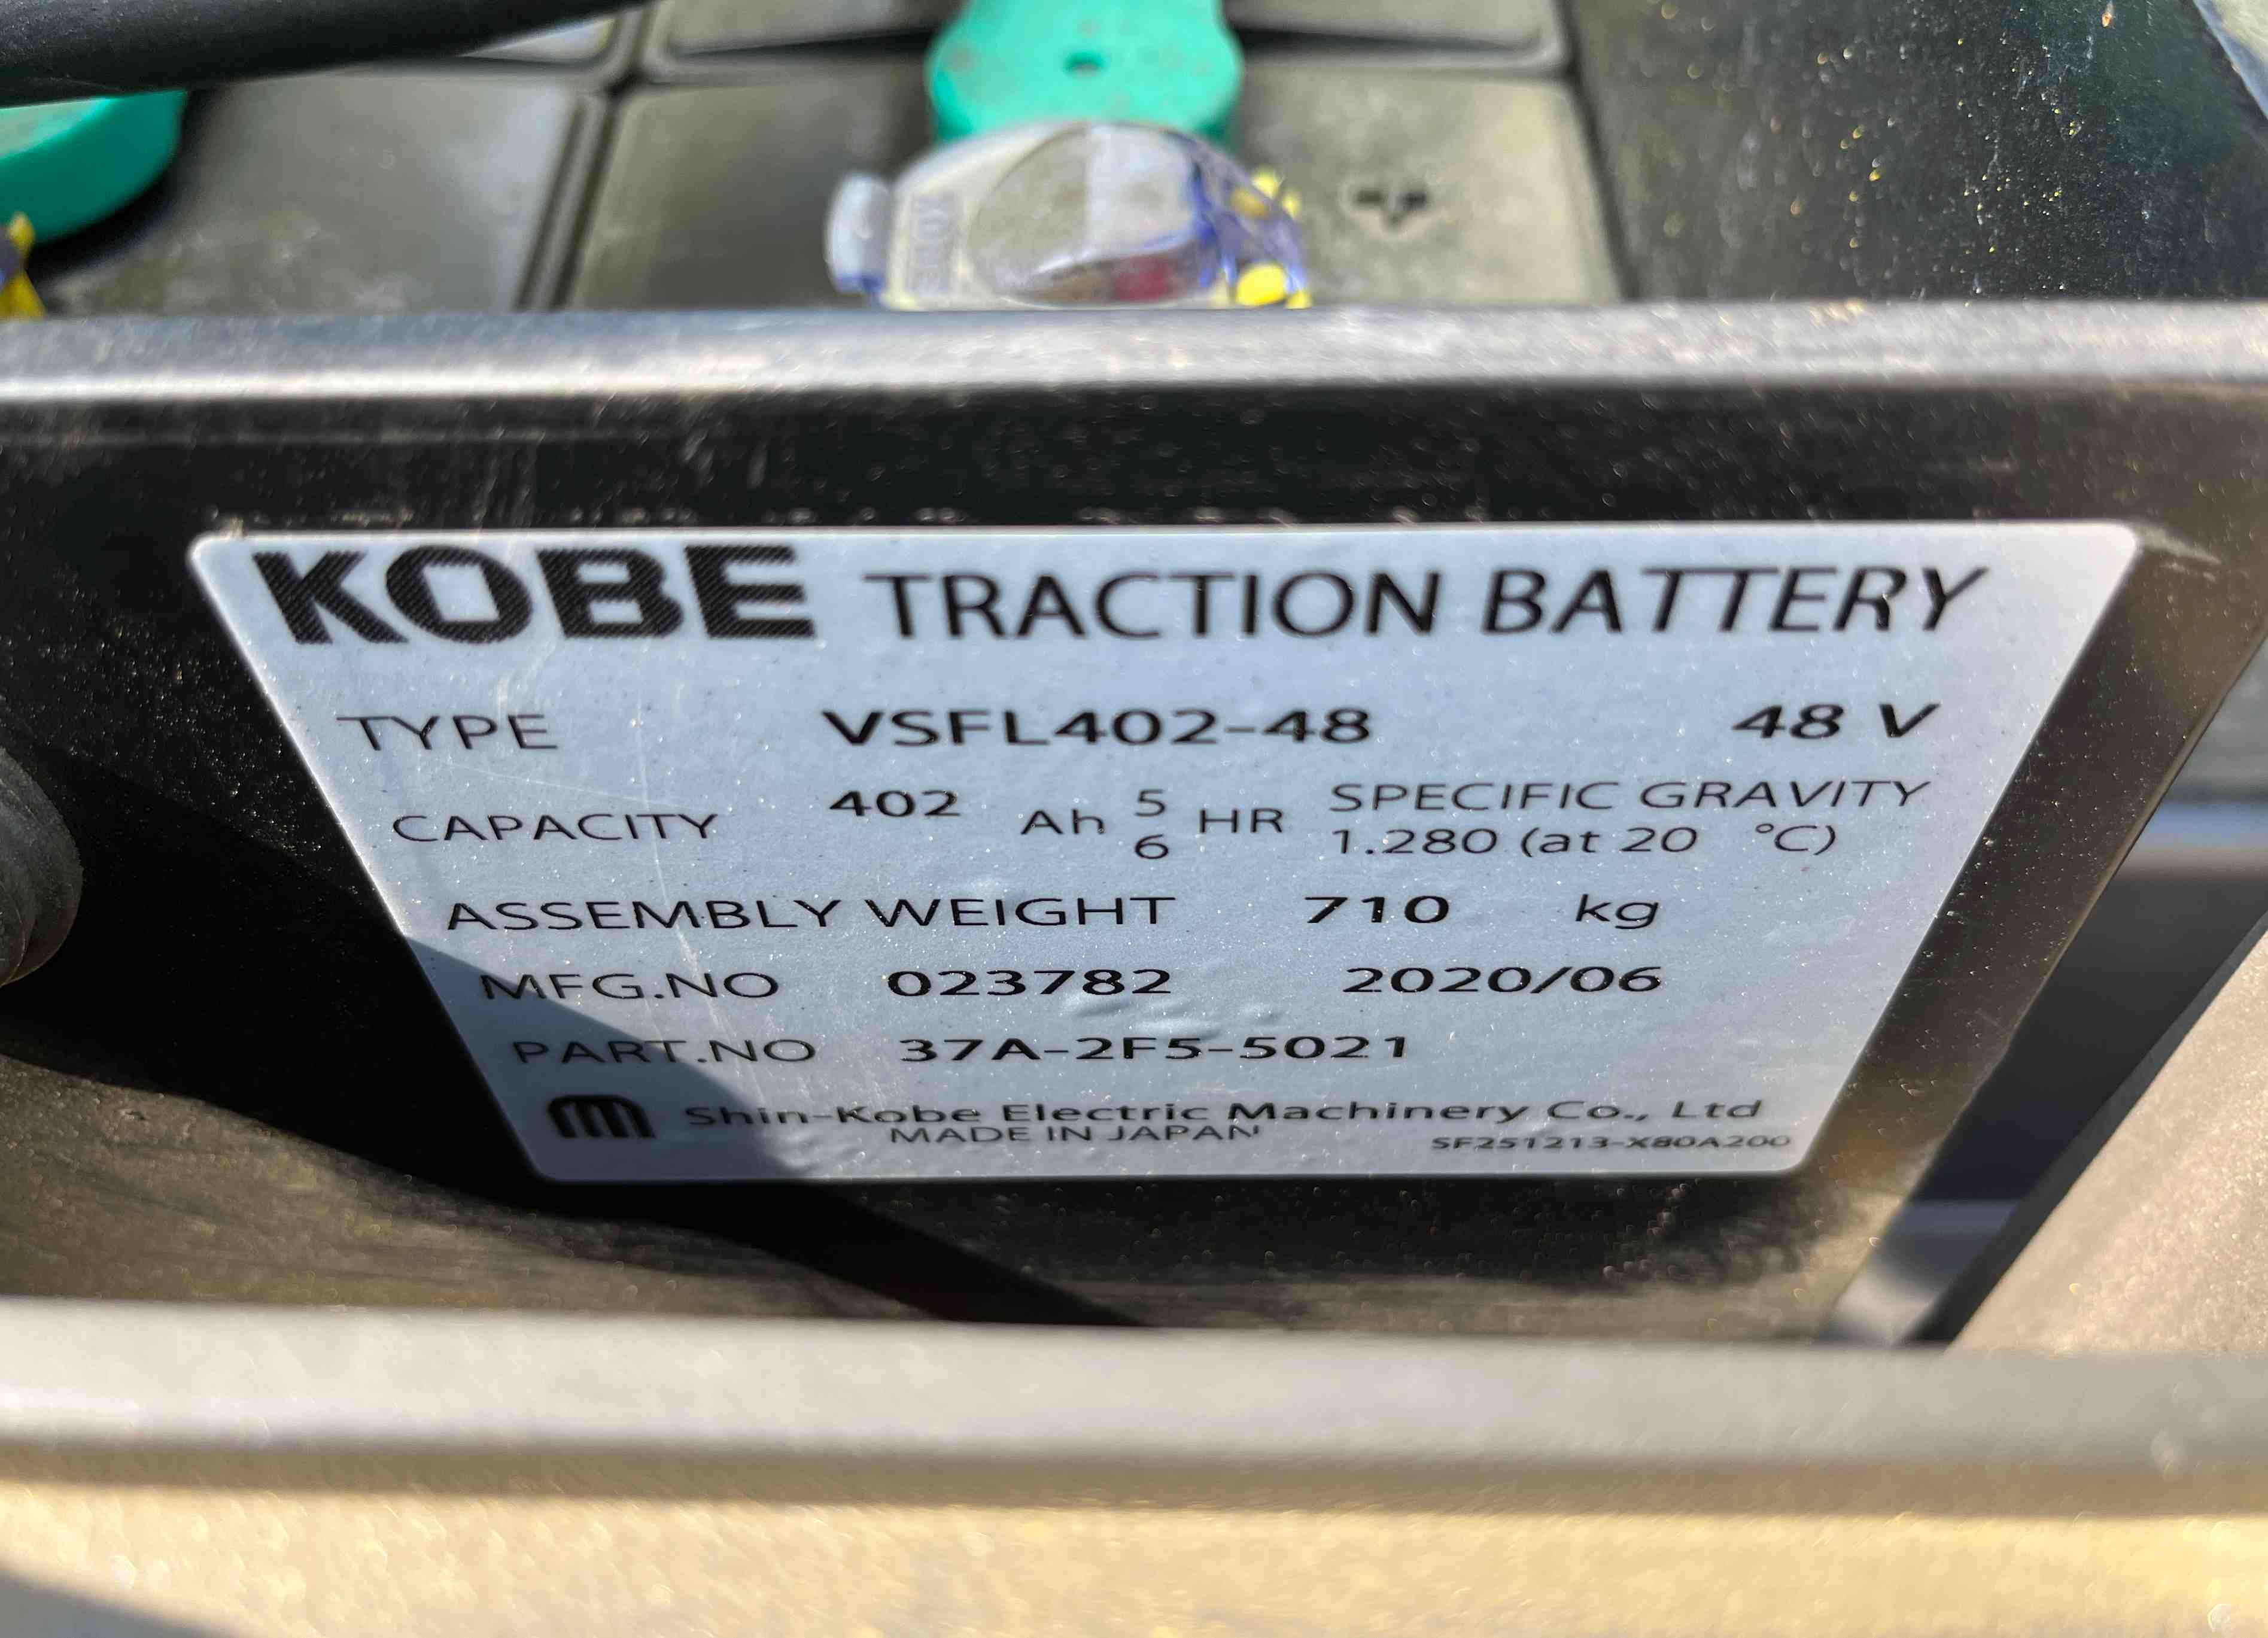 KOBE TRACTION BATTERY
TYPE VSFL402-48 48 V
CAPACITY 402 Ah 5 HR SPECIFIC GRAVITY
6 1.280 (at 20 °C)
ASSEMBLY WEIGHT 710 kg
MFG.NO 023782 2020/06
PART.NO 37A-2F5-5021
Shin-Kobe Electric Machinery Co., Ltd
MADE IN JAPAN SF251213-X80A200